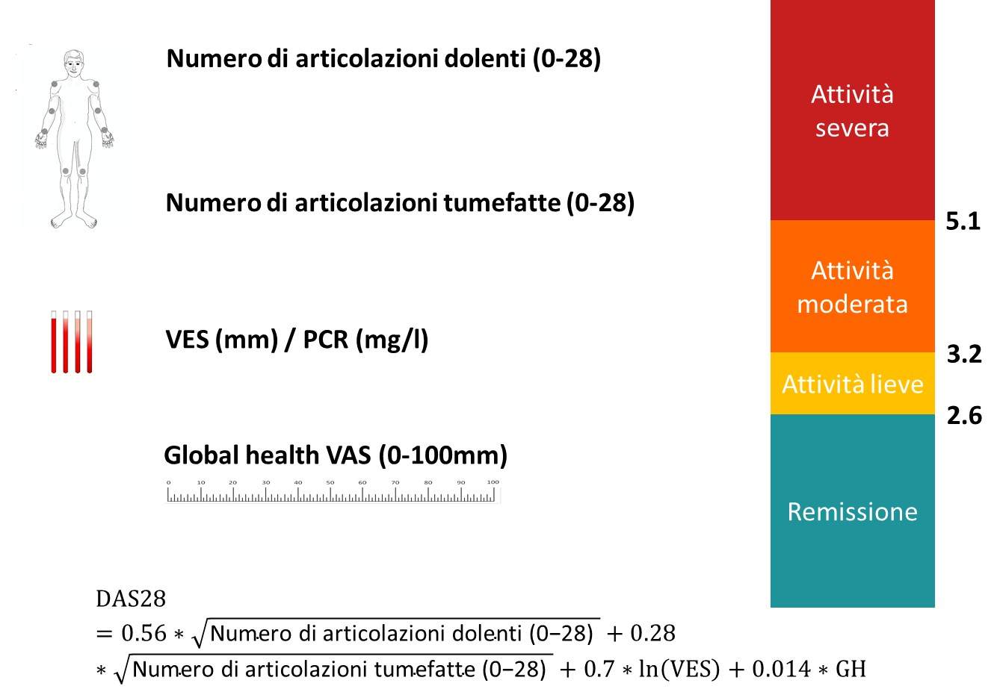 Numero di articolazioni dolenti (0-28)
Attività
severa
Numero di articolazioni tumefatte (0-28)
5.1
Attività
moderata
VES (mm) / PCR (mg/l)
3.2
Attività lieve
2.6
Global health VAS (0-100mm)
0 10 20 30 40 50 60 70 80 90 100
Remissione
DAS28
= 0.56 * √Numero di articolazioni dolenti (0−28) + 0.28
* √Numero di articolazioni tumefatte (0−28) + 0.7 * ln(VES) + 0.014 * GH